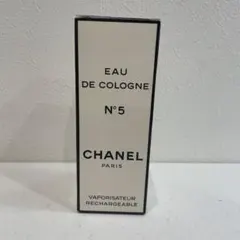 EAU
DE COLOGNE
N°5
CHANEL
PARIS
VAPORISATEUR
RECHARGEABLE